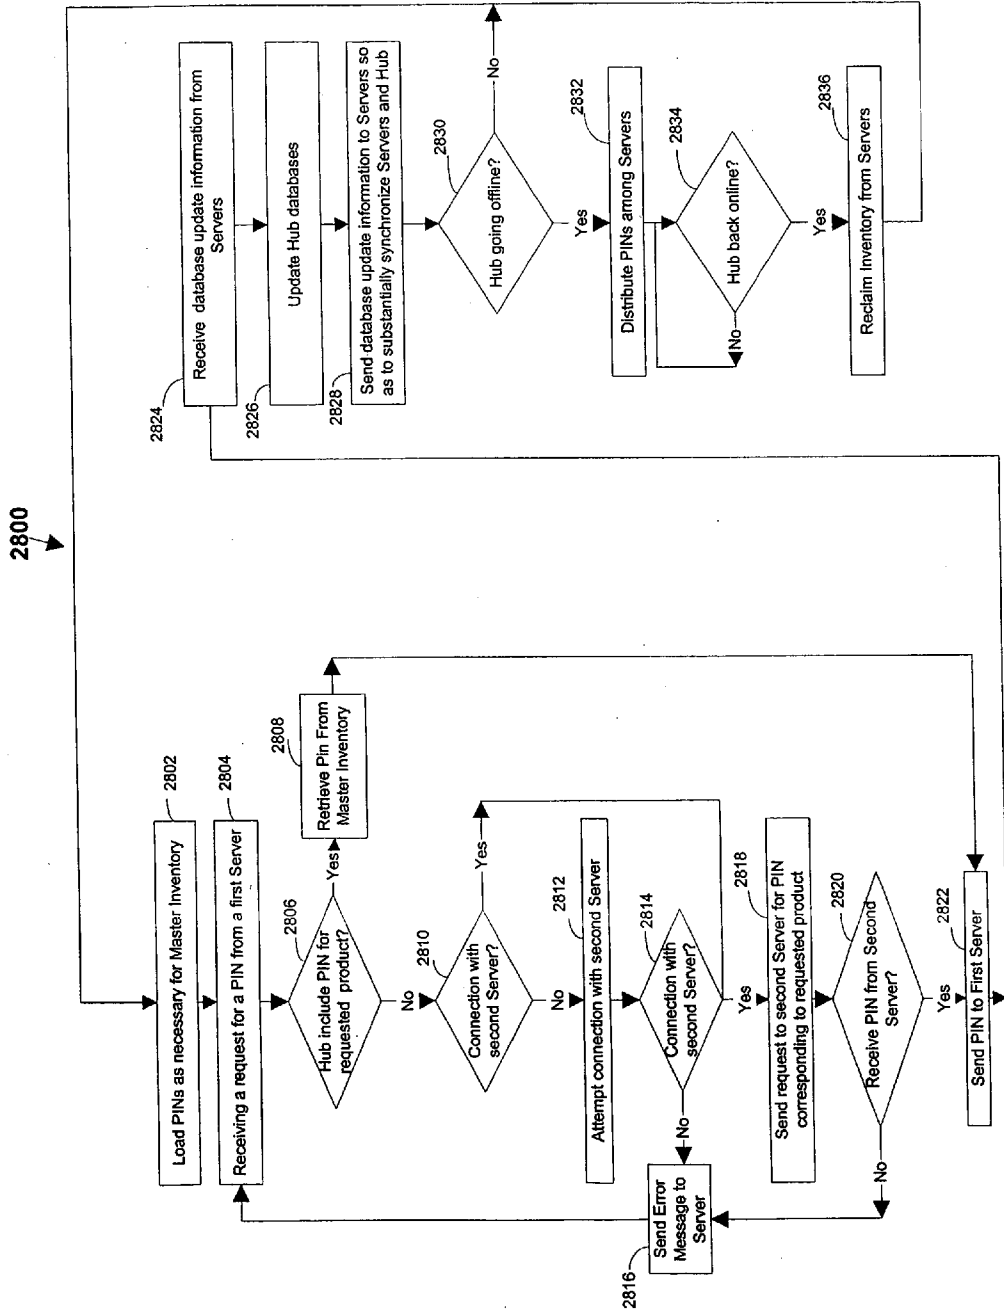 2800
2802
Load PINs as necessary for Master Inventory
2804
Receiving a request for a PIN from a first Server
2806
Hub include PIN for
requested product?
Yes
2808
Retrieve Pin From
Master Inventory
No
2810
Connection with
second Server?
Yes
No
2812
Attempt connection with second Server
2814
Connection with
second Server?
No
Yes
2816
Send Error
Message to
Server
2818
Send request to second Server for PIN
corresponding to requested product
2820
Receive PIN from Second
Server?
No
Yes
2822
Send PIN to First Server
2824
Receive database update information from
Servers
2826
Update Hub databases
2828
Send database update information to Servers so
as to substantially synchronize Servers and Hub
2830
Hub going offline?
No
Yes
2832
Distribute PINs among Servers
2834
Hub back online?
No
Yes
2836
Reclaim Inventory from Servers